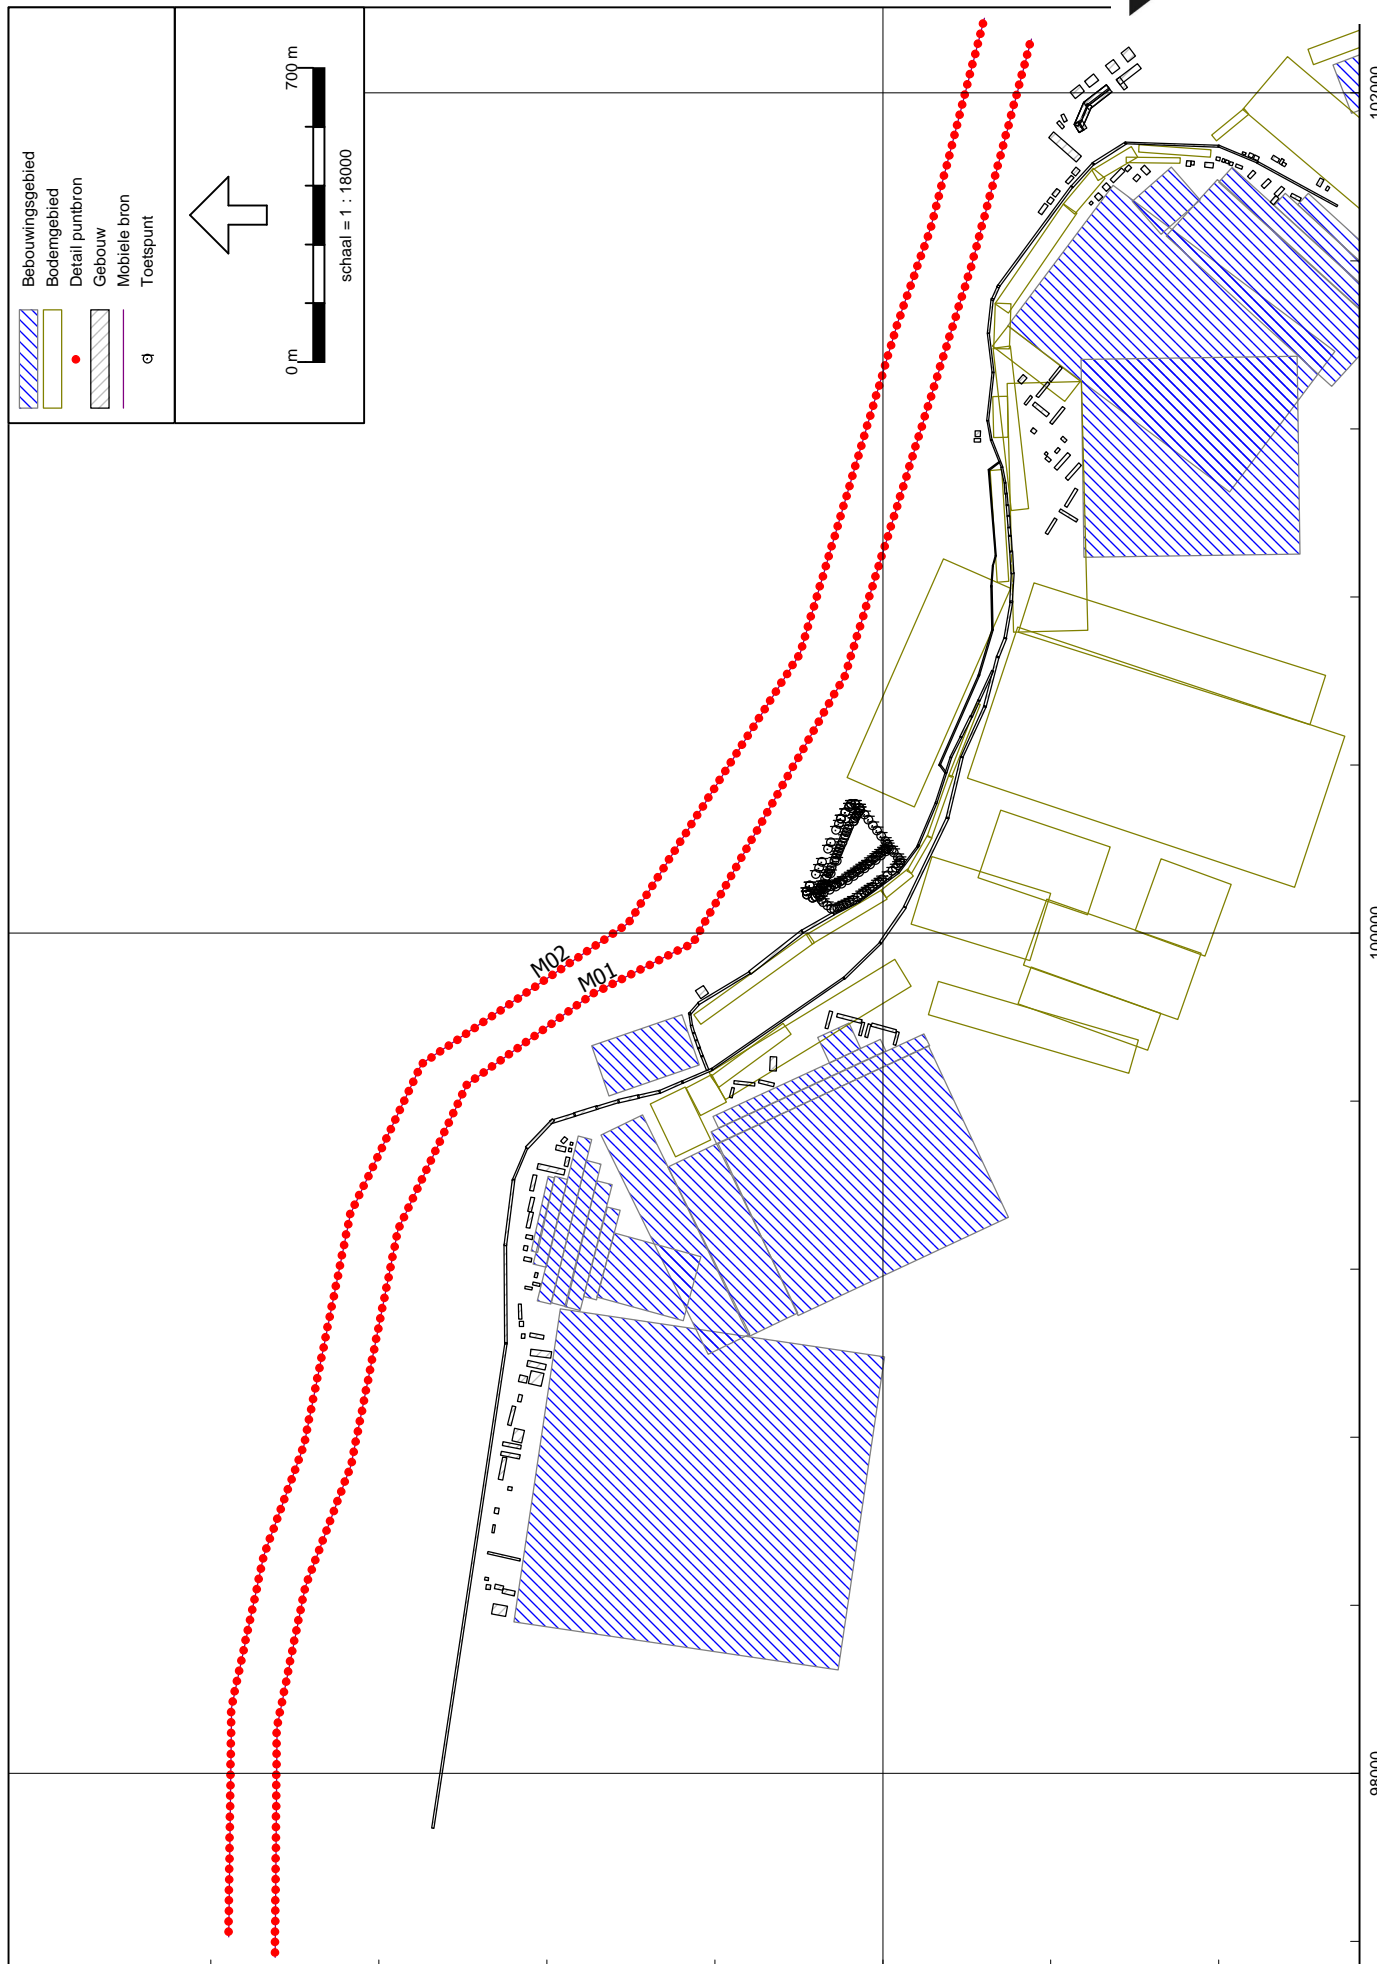 Bebouwingsgebied
Bodemgebied
Detail puntbron
Gebouw
Mobiele bron
Toetspunt
0 m
700 m
schaal = 1 : 18000
M02
M01
102000
100000
98000